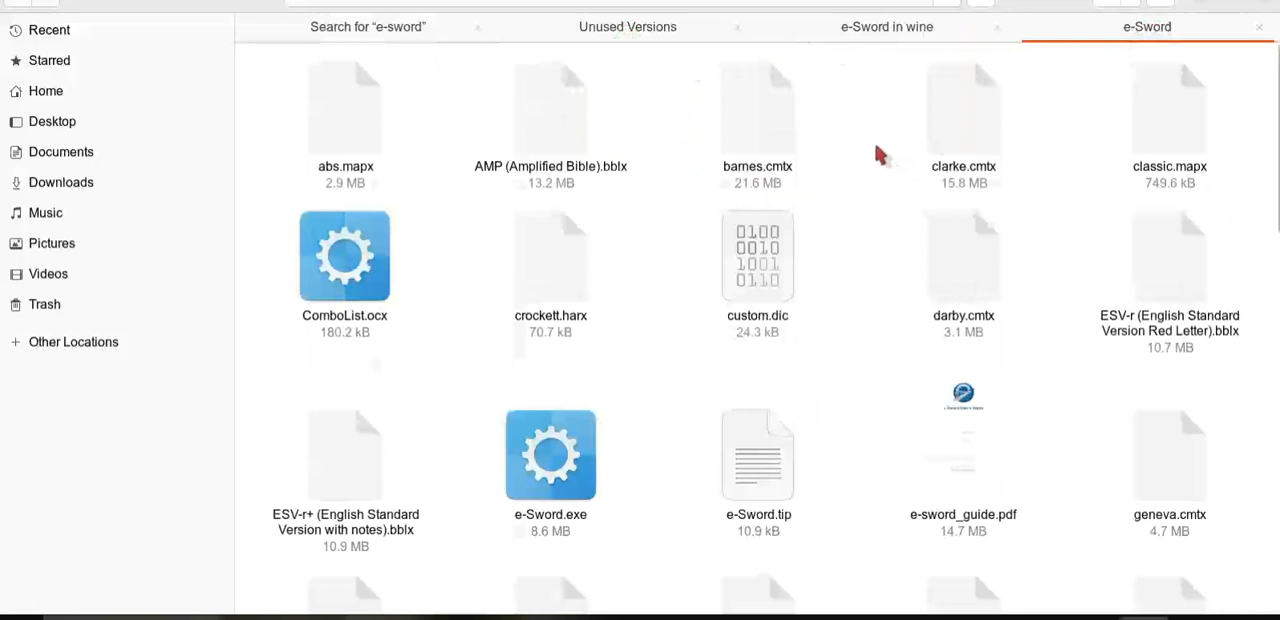 Search for “e-sword”
Unused Versions
e-Sword in wine
e-Sword
Recent
Starred
Home
Desktop
Documents
Downloads
Music
Pictures
Videos
Trash
Other Locations
abs.mapx
2.9 MB
AMP (Amplified Bible).bblx
13.2 MB
barnes.cmtx
21.6 MB
clarke.cmtx
15.8 MB
classic.mapx
749.6 kB
ComboList.ocx
180.2 kB
crockett.harx
70.7 kB
0100
0010
1001
0110
custom.dic
24.3 kB
darby.cmtx
3.1 MB
ESV-r (English Standard
Version Red Letter).bblx
10.7 MB
ESV-r+ (English Standard
Version with notes).bblx
10.9 MB
e-Sword.exe
8.6 MB
e-Sword.tip
10.9 kB
e-sword_guide.pdf
14.7 MB
geneva.cmtx
4.7 MB